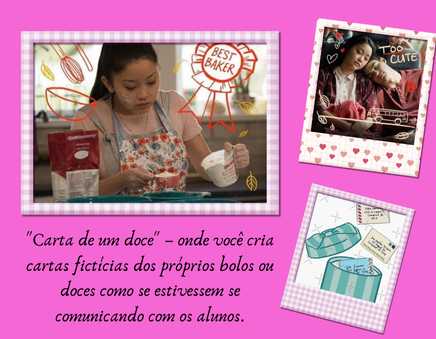 BEST
BAKER
TOO
CUTE
"Carta de um doce" – onde você cria
cartas fictícias dos próprios bolos ou
doces como se estivessem se
comunicando com os alunos.